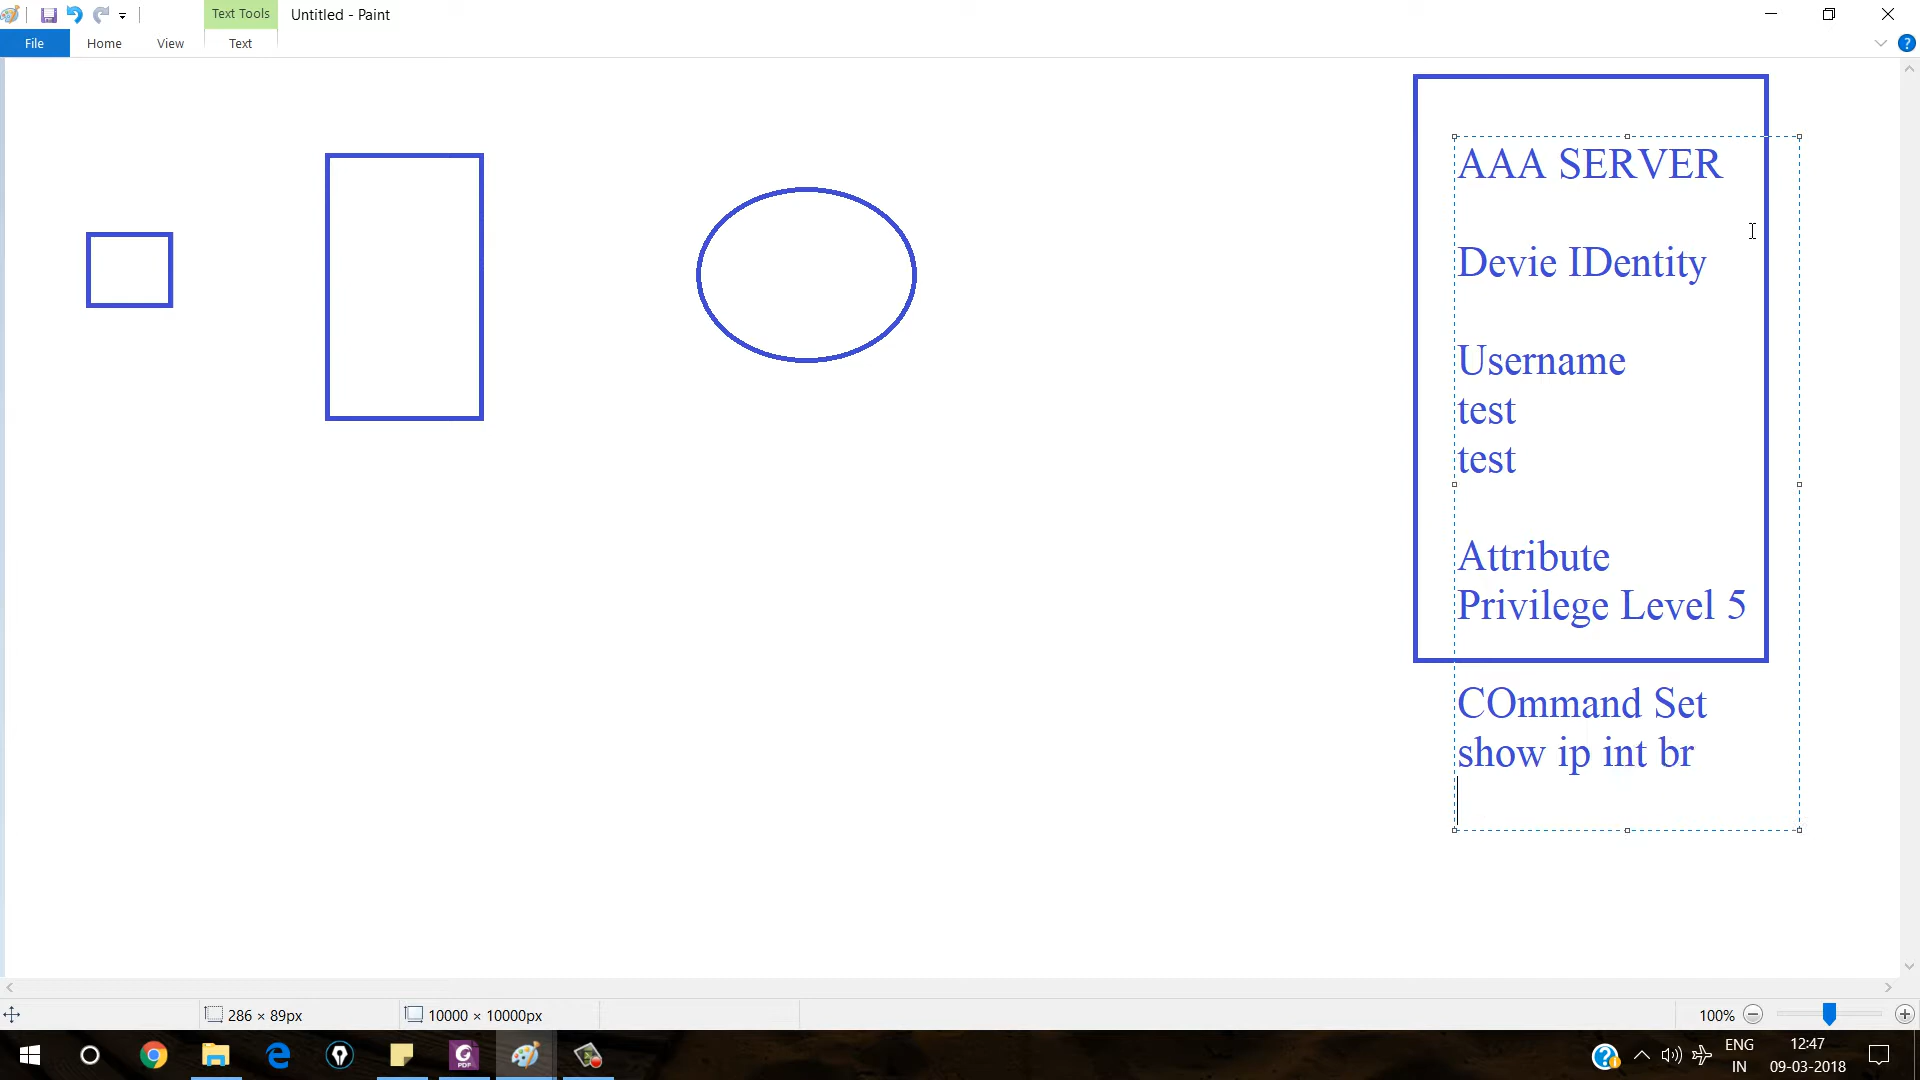 Text Tools
Untitled - Paint
File
Home
View
Text
AAA SERVER
Devie IDentity
Username
test
test
Attribute
Privilege Level 5
COmmand Set
show ip int br
286 × 89px
10000 × 10000px
100%
ENG
IN
12:47
09-03-2018
PDF